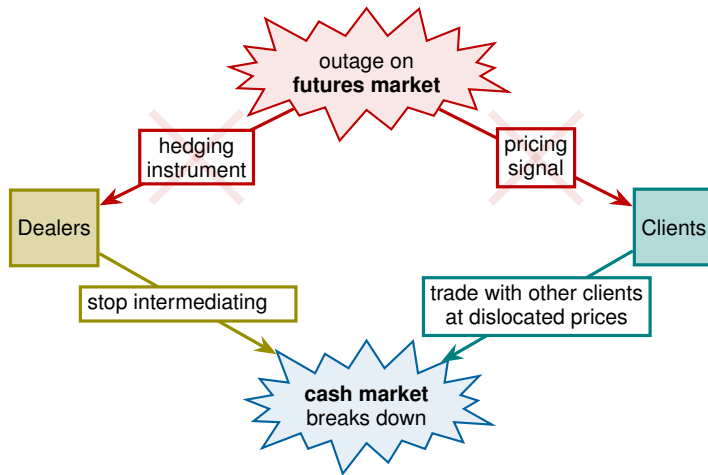 outage on
futures market
hedging
instrument
pricing
signal
Dealers
Clients
stop intermediating
trade with other clients
at dislocated prices
cash market
breaks down